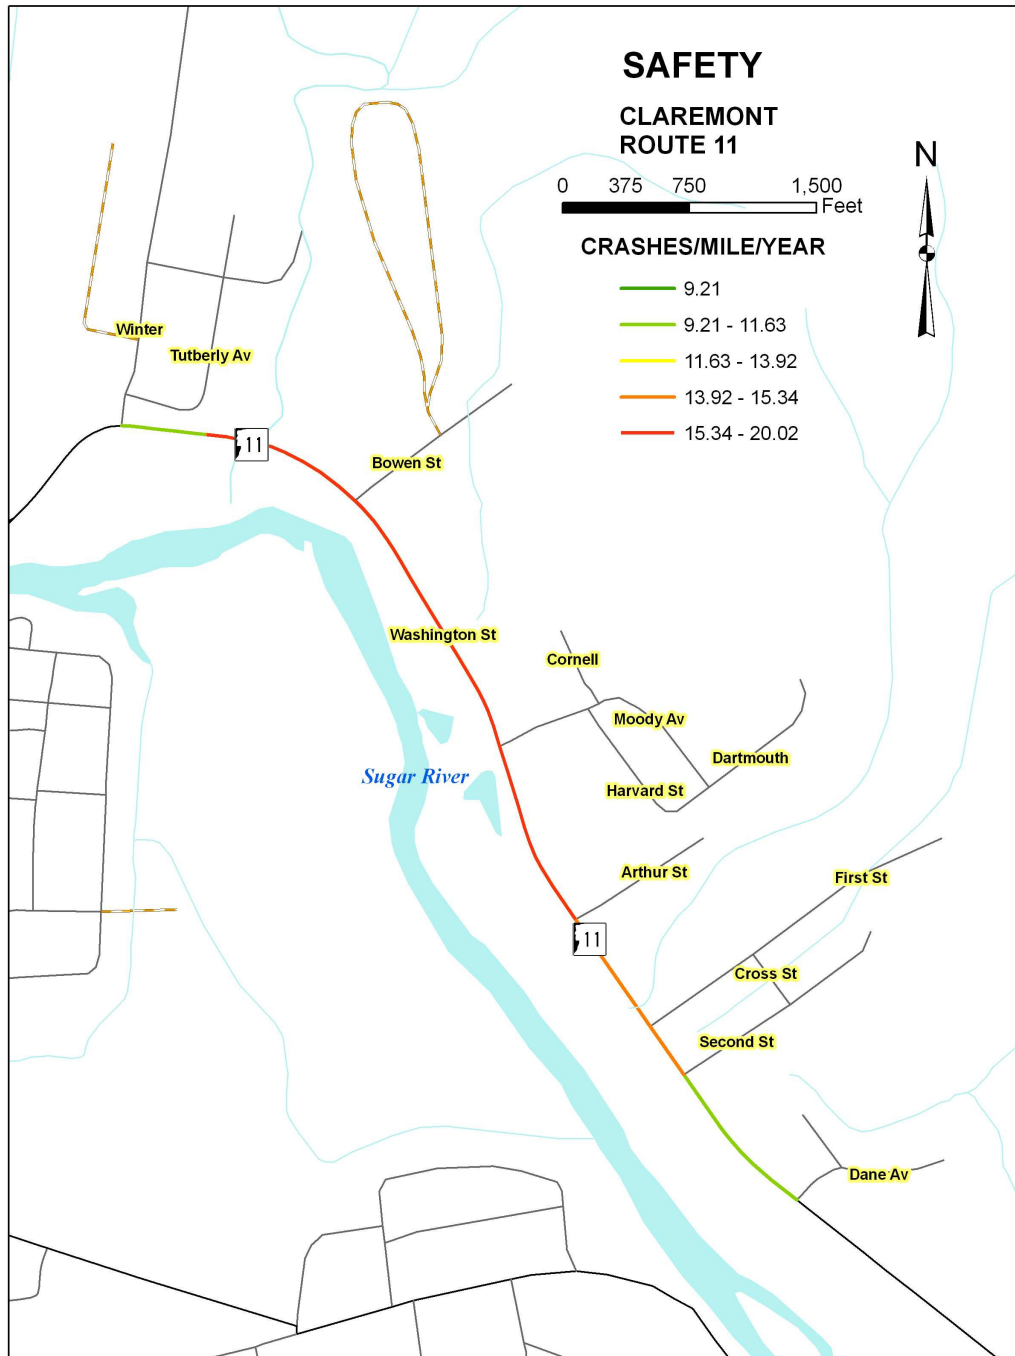 SAFETY
CLAREMONT
ROUTE 11
N
0 375 750 1,500
Feet
CRASHES/MILE/YEAR
9.21
9.21 - 11.63
11.63 - 13.92
13.92 - 15.34
15.34 - 20.02
Winter
Tutberly Av
11
Bowen St
Washington St
Cornell
Moody Av
Dartmouth
Sugar River
Harvard St
Arthur St
First St
11
Cross St
Second St
Dane Av